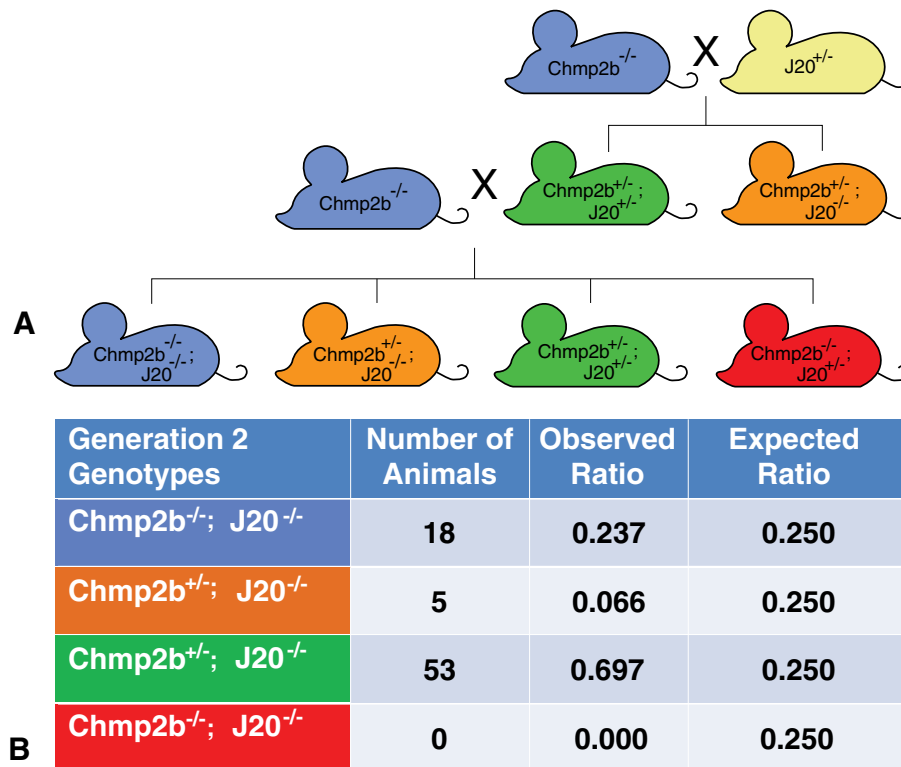 Chmp2b-/- X J20+/-
Chmp2b-/- X Chmp2b+/-; J20+/- Chmp2b+/-; J20-/-
A Chmp2b-/-; J20-/- Chmp2b+/-; J20-/- Chmp2b+/-; J20+/- Chmp2b-/-; J20+/-
Generation 2 Genotypes Number of Animals Observed Ratio Expected Ratio
Chmp2b-/-; J20-/- 18 0.237 0.250
Chmp2b+/-; J20-/- 5 0.066 0.250
Chmp2b+/-; J20-/- 53 0.697 0.250
Chmp2b-/-; J20-/- 0 0.000 0.250
B